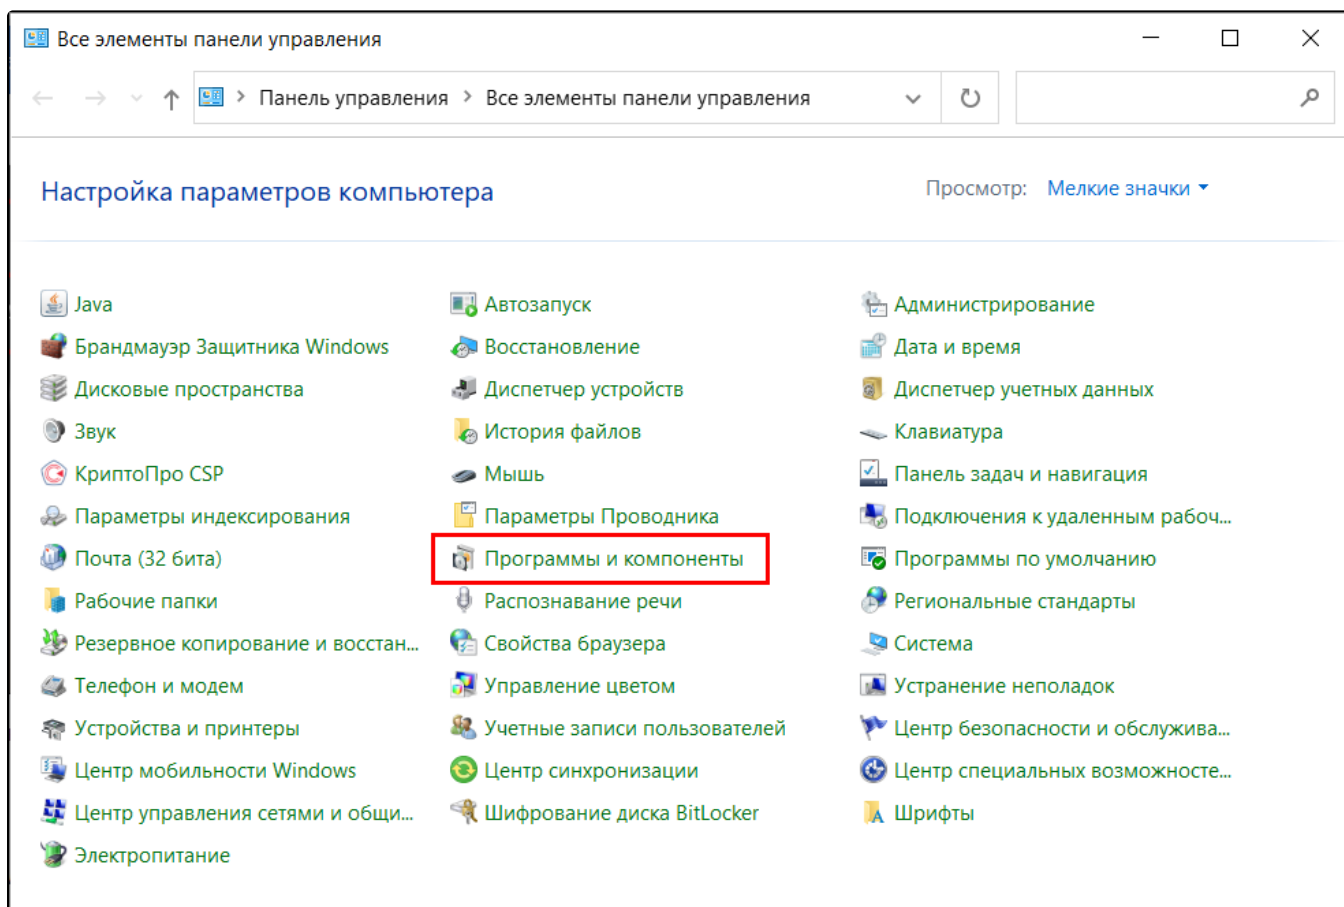 Все элементы панели управления
Панель управления > Все элементы панели управления
Настройка параметров компьютера
Просмотр: Мелкие значки
Java
Автозапуск
Администрирование
Брандмауэр Защитника Windows
Восстановление
Дата и время
Дисковые пространства
Диспетчер устройств
Диспетчер учетных данных
Звук
История файлов
Клавиатура
КриптоПро CSP
Мышь
Панель задач и навигация
Параметры индексирования
Параметры Проводника
Подключения к удаленным рабоч...
Почта (32 бита)
Программы и компоненты
Программы по умолчанию
Рабочие папки
Распознавание речи
Региональные стандарты
Резервное копирование и восстан...
Свойства браузера
Система
Телефон и модем
Управление цветом
Устранение неполадок
Устройства и принтеры
Учетные записи пользователей
Центр безопасности и обслужива...
Центр мобильности Windows
Центр синхронизации
Центр специальных возможносте...
Центр управления сетями и общи...
Шифрование диска BitLocker
Шрифты
Электропитание